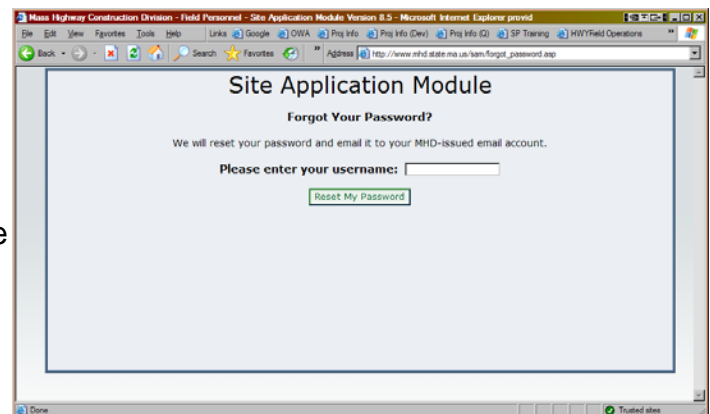 Mass Highway Construction Division - Field Personnel - Site Application Module Version 8.5 - Microsoft Internet Explorer provid
File Edit View Favorites Tools Help Links Google OWA Proj Info Proj Info (Dev) Proj Info (Q) SP Training HWYField Operations »
Back Search Favorites » Address http://www.mhd.state.ma.us/sam/forgot_password.asp
Site Application Module
Forgot Your Password?
We will reset your password and email it to your MHD-issued email account.
Please enter your username:
Reset My Password
e
Done Trusted sites